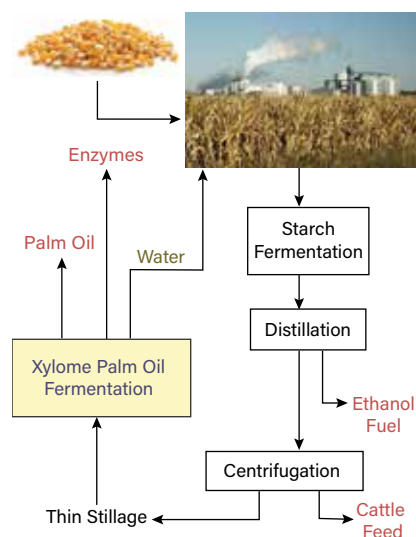 Enzymes
Palm Oil
Water
Starch
Fermentation
Distillation
Xylome Palm Oil
Fermentation
Ethanol
Fuel
Centrifugation
Thin Stillage
Cattle
Feed